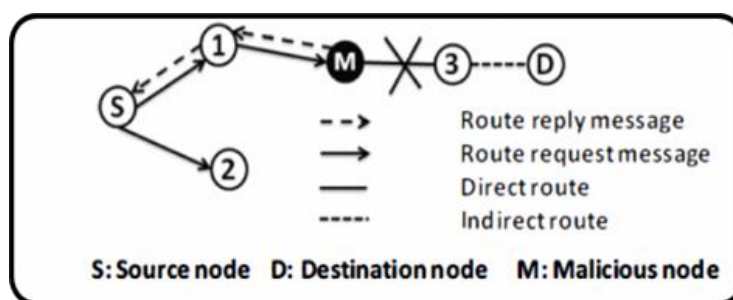 1
M
3
D
S
2
Route reply message
Route request message
Direct route
Indirect route
S: Source node D: Destination node M: Malicious node